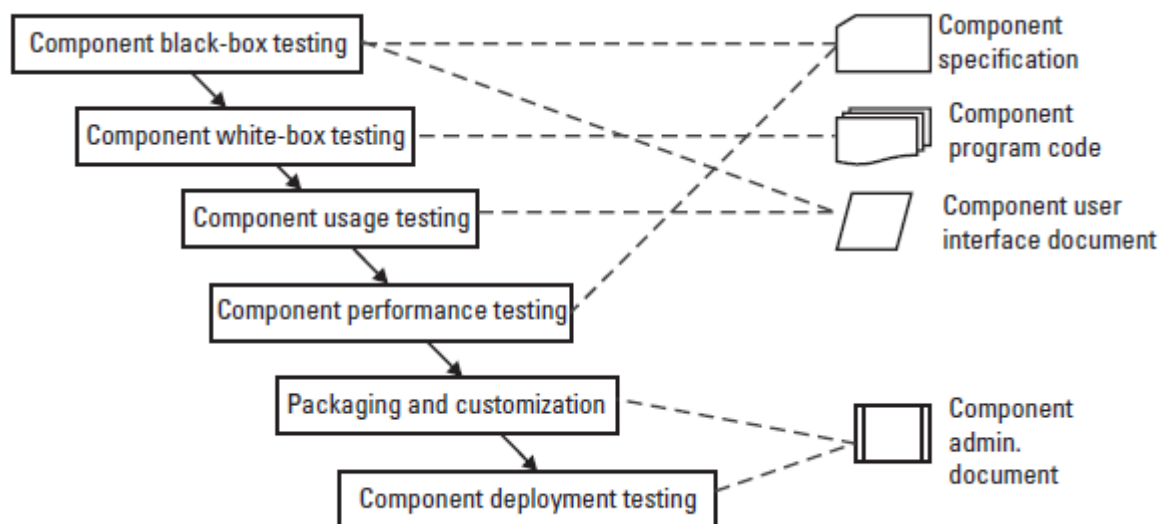 Component black-box testing
Component
specification
Component white-box testing
Component
program code
Component usage testing
Component user
interface document
Component performance testing
Packaging and customization
Component
admin.
document
Component deployment testing